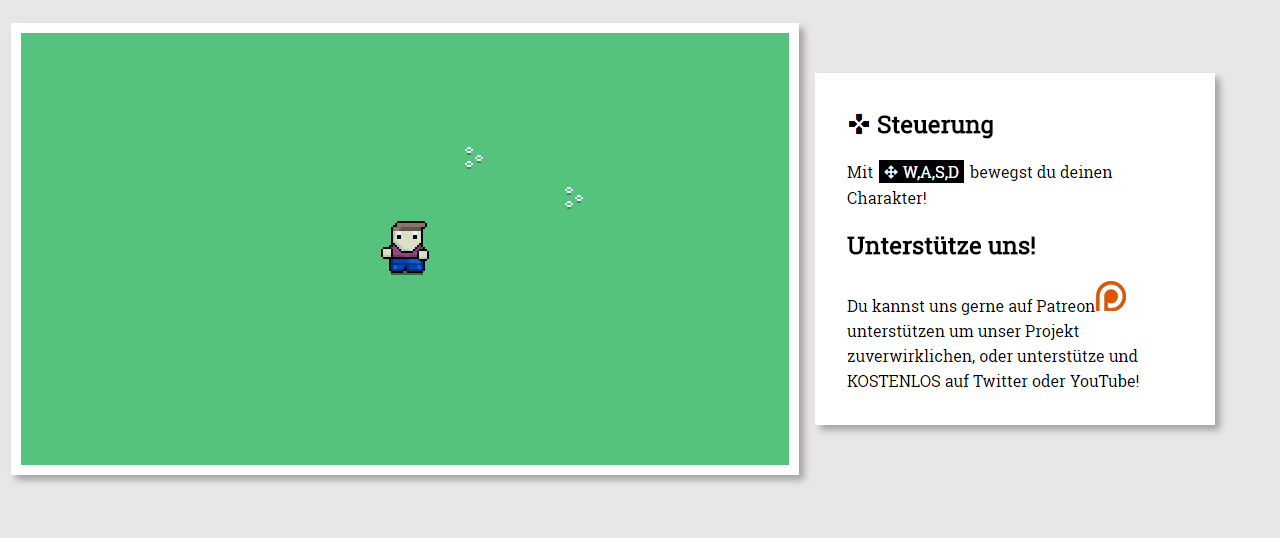 Steuerung
Mit W,A,S,D bewegst du deinen
Charakter!
Unterstütze uns!
Du kannst uns gerne auf Patreon
unterstützen um unser Projekt
zuverwirklichen, oder unterstütze und
KOSTENLOS auf Twitter oder YouTube!